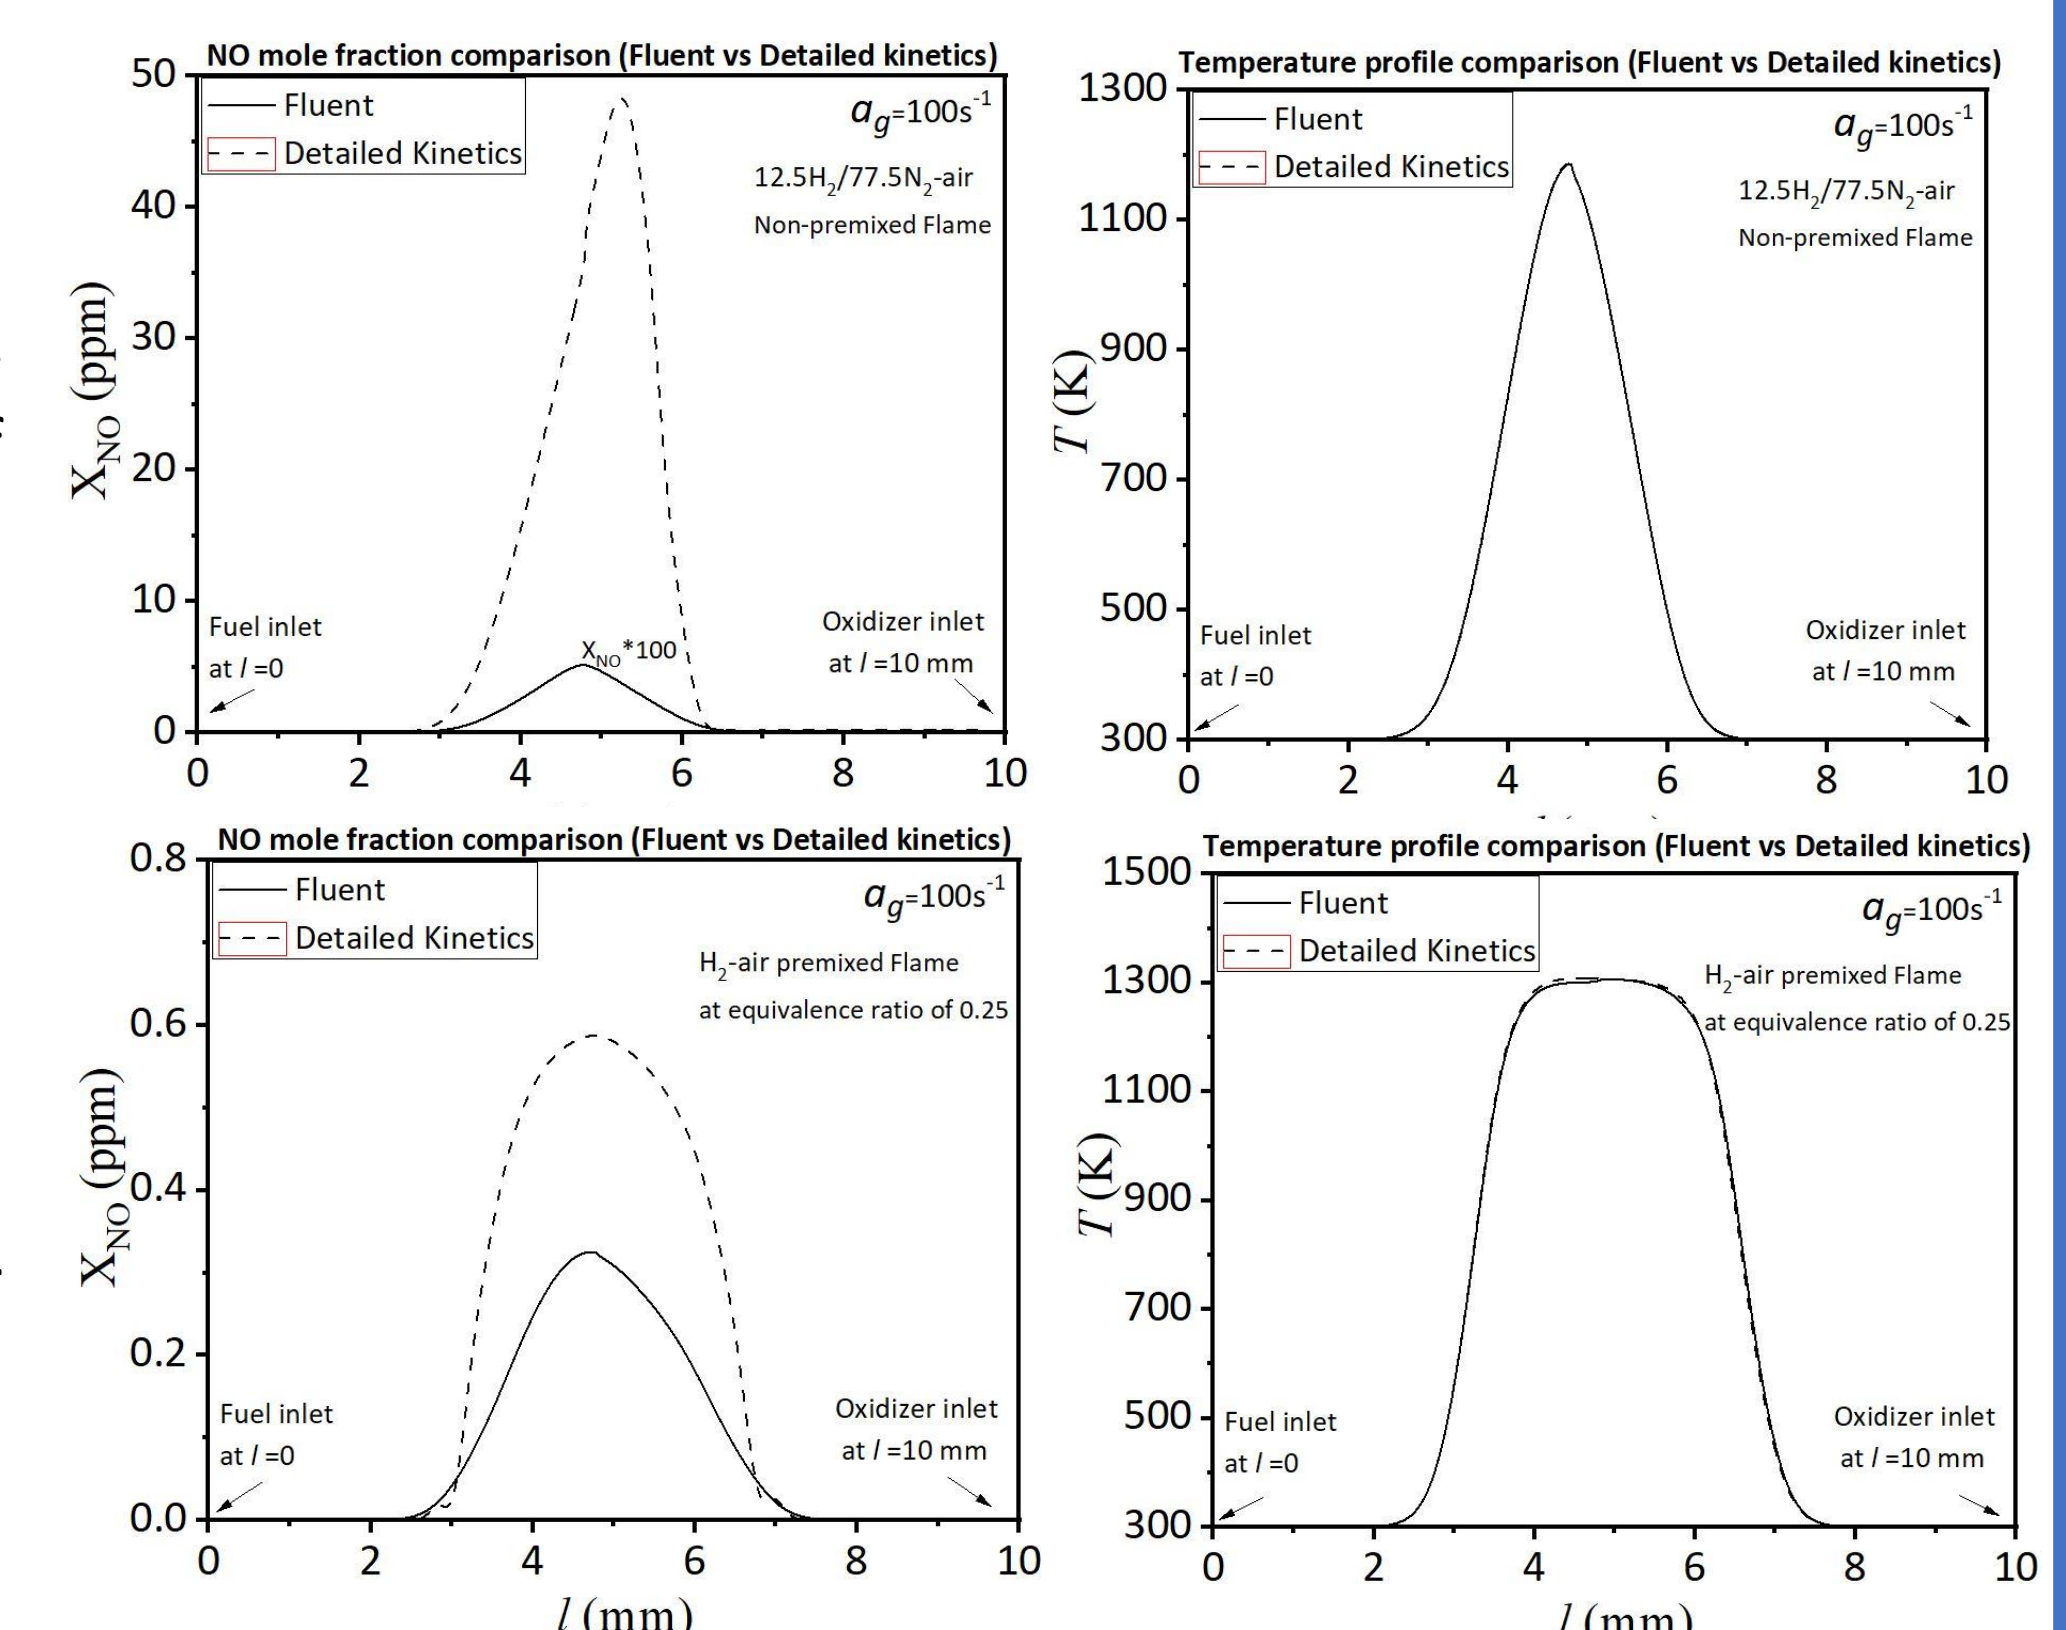 NO mole fraction comparison (Fluent vs Detailed kinetics)
50
40
30
20
10
0
X_NO (ppm)
Fluent
Detailed Kinetics
a_g=100s^-1
12.5H_2/77.5N_2-air
Non-premixed Flame
X_NO*100
Fuel inlet
at l =0
Oxidizer inlet
at l =10 mm
0 2 4 6 8 10
Temperature profile comparison (Fluent vs Detailed kinetics)
1300
1100
900
700
500
300
T (K)
Fluent
Detailed Kinetics
a_g=100s^-1
12.5H_2/77.5N_2-air
Non-premixed Flame
Fuel inlet
at l =0
Oxidizer inlet
at l =10 mm
0 2 4 6 8 10
NO mole fraction comparison (Fluent vs Detailed kinetics)
0.8
0.6
0.4
0.2
0.0
X_NO (ppm)
Fluent
Detailed Kinetics
a_g=100s^-1
H_2-air premixed Flame
at equivalence ratio of 0.25
Fuel inlet
at l =0
Oxidizer inlet
at l =10 mm
0 2 4 6 8 10
l (mm)
Temperature profile comparison (Fluent vs Detailed kinetics)
1500
1300
1100
900
700
500
300
T (K)
Fluent
Detailed Kinetics
a_g=100s^-1
H_2-air premixed Flame
at equivalence ratio of 0.25
Fuel inlet
at l =0
Oxidizer inlet
at l =10 mm
0 2 4 6 8 10
l (mm)